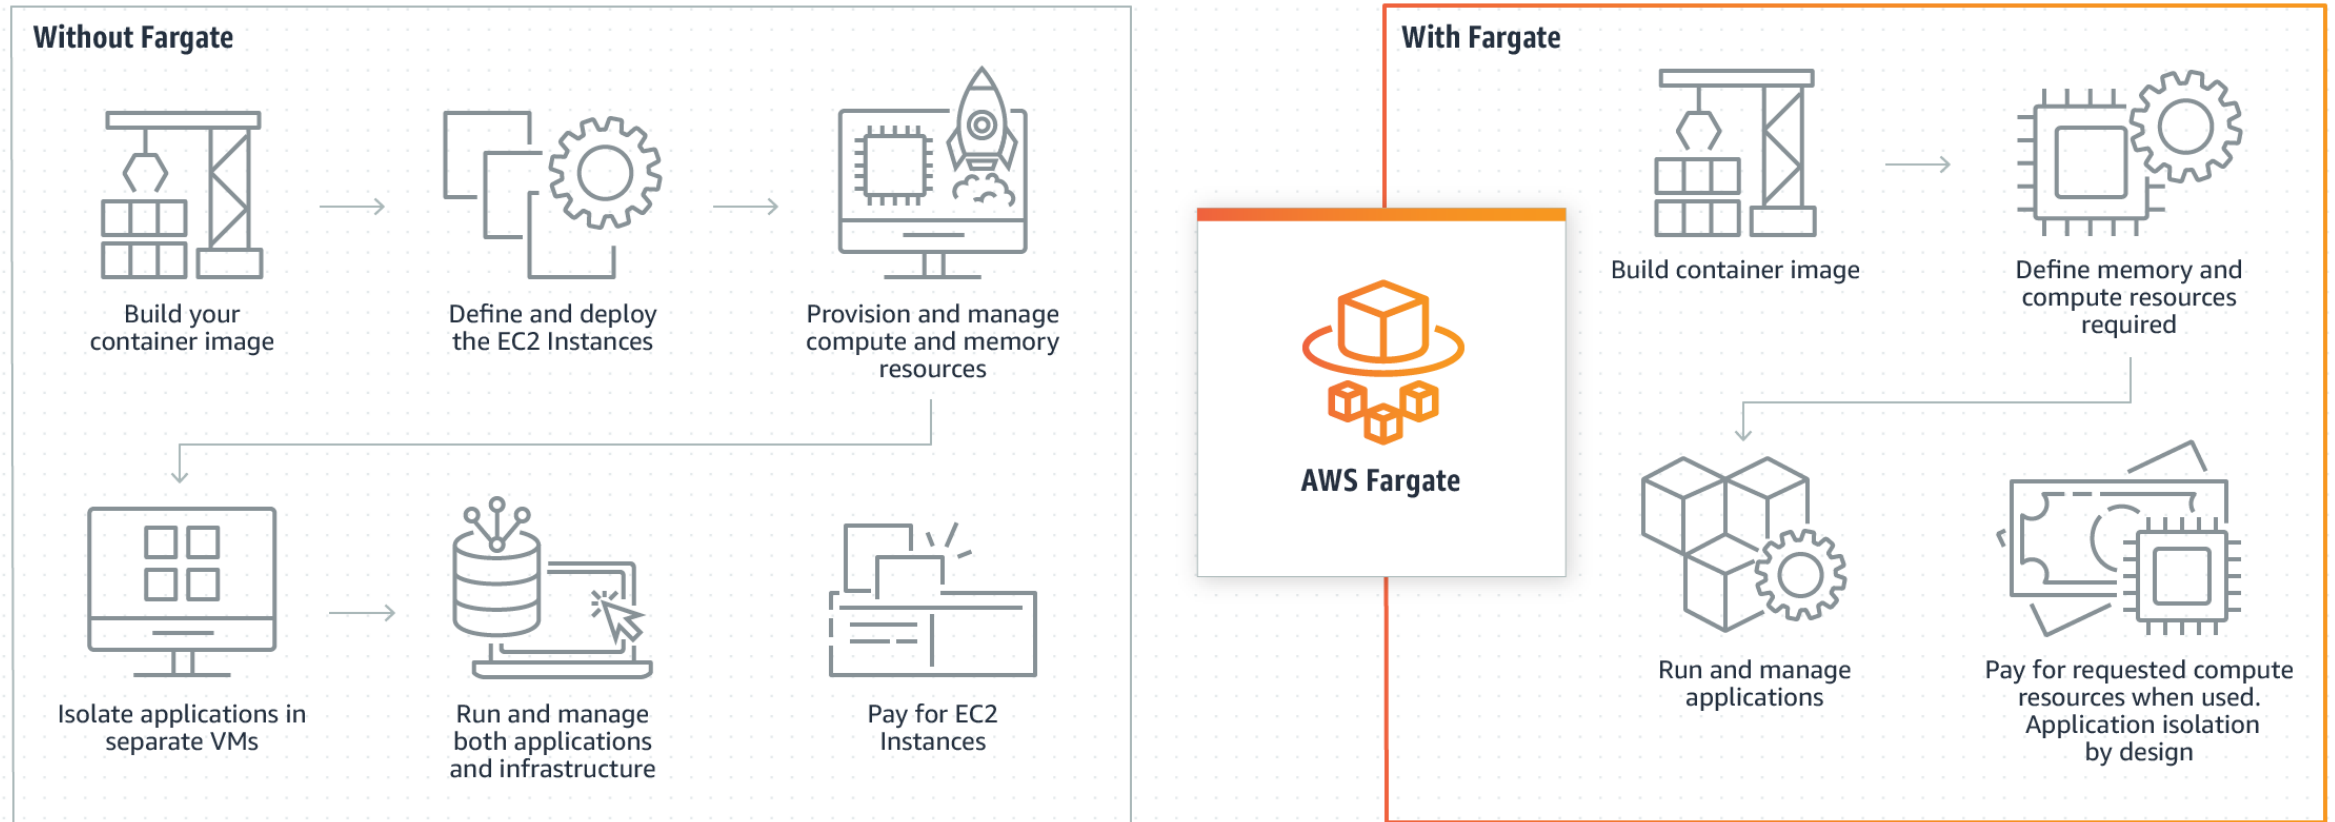 Without Fargate
Build your
container image
Define and deploy
the EC2 Instances
Provision and manage
compute and memory
resources
Isolate applications in
separate VMs
Run and manage
both applications
and infrastructure
Pay for EC2
Instances
AWS Fargate
With Fargate
Build container image
Define memory and
compute resources
required
Run and manage
applications
Pay for requested compute
resources when used.
Application isolation
by design